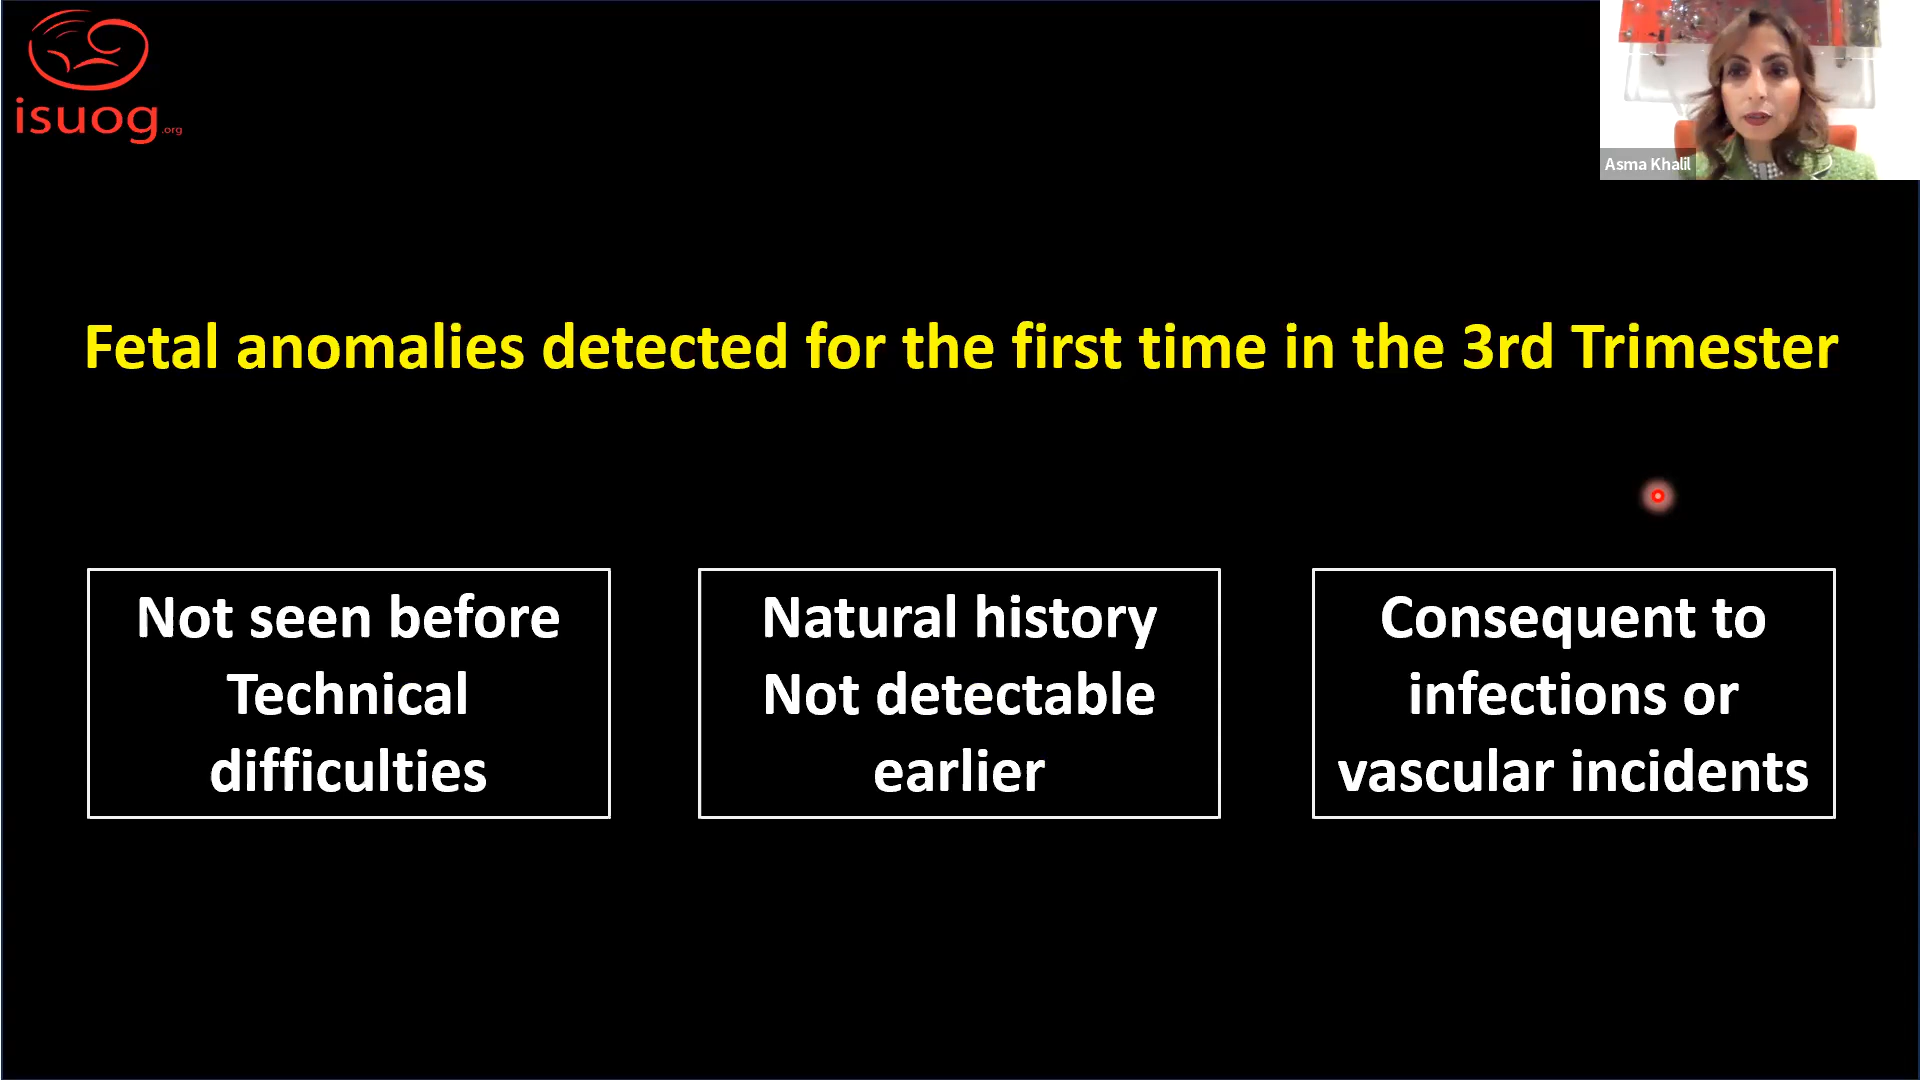 isuog.org
Asma Khalil
Fetal anomalies detected for the first time in the 3rd Trimester
Not seen before
Technical
difficulties
Natural history
Not detectable
earlier
Consequent to
infections or
vascular incidents